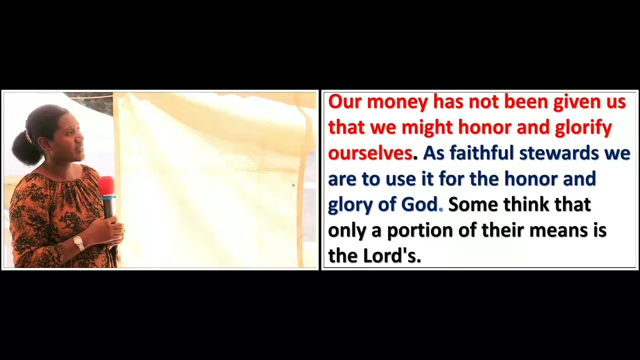 Our money has not been given us
that we might honor and glorify
ourselves. As faithful stewards we
are to use it for the honor and
glory of God. Some think that
only a portion of their means is
the Lord's.